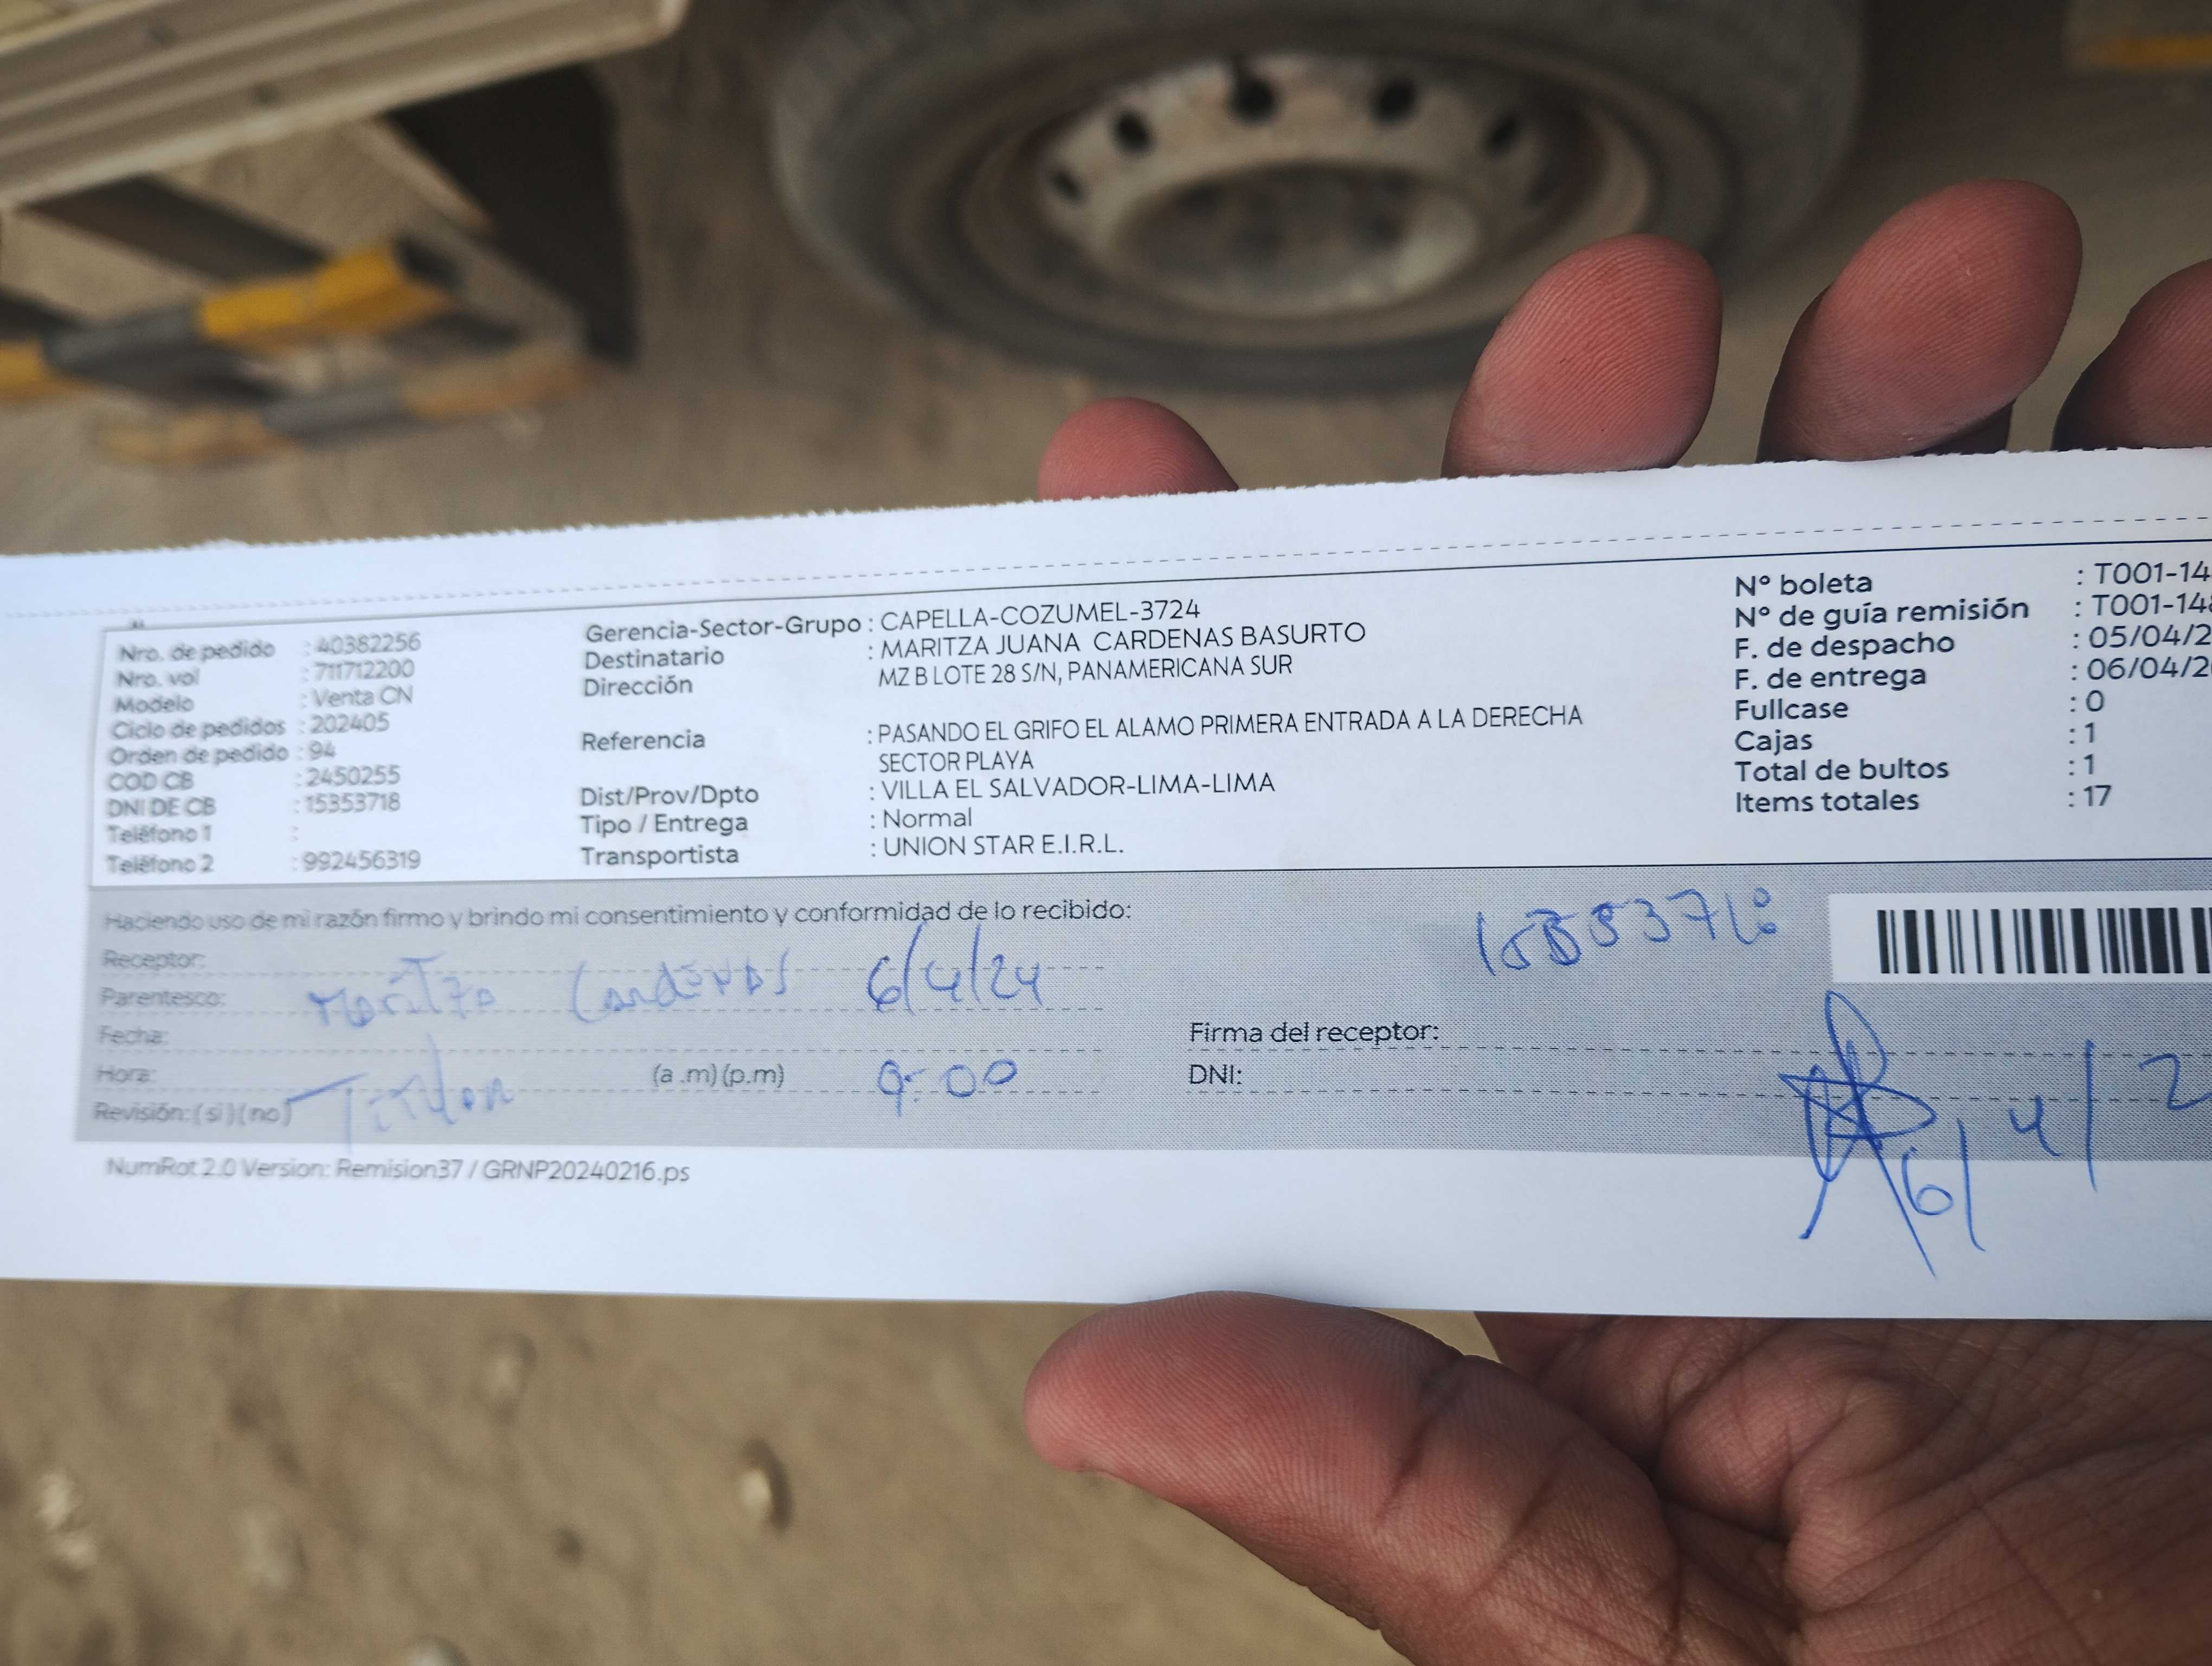 Nro. de pedido : 40382256
Nro. vol : 711712200
Modelo : Venta CN
Ciclo de pedidos : 202405
Orden de pedido : 94
COD CB : 2450255
DNI DE CB : 15353718
Teléfono 1 :
Teléfono 2 : 992456319
Gerencia-Sector-Grupo : CAPELLA-COZUMEL-3724
Destinatario : MARITZA JUANA CARDENAS BASURTO
Dirección MZ B LOTE 28 S/N, PANAMERICANA SUR
Referencia : PASANDO EL GRIFO EL ALAMO PRIMERA ENTRADA A LA DERECHA
SECTOR PLAYA
Dist/Prov/Dpto : VILLA EL SALVADOR-LIMA-LIMA
Tipo / Entrega : Normal
Transportista : UNION STAR E.I.R.L.
N° boleta : T001-14
N° de guía remisión : T001-148
F. de despacho : 05/04/2
F. de entrega : 06/04/2
Fullcase : 0
Cajas : 1
Total de bultos : 1
Items totales : 17
Haciendo uso de mi razón firmo y brindo mi consentimiento y conformidad de lo recibido:
Receptor:
Parentesco: Maritza Cardenas 6/4/24
Fecha:
Hora: (a .m) (p.m) 9:00
Revisión: ( si ) ( no )
Firma del receptor:
DNI:
6/4/2
NumRot 2.0 Version: Remision37 / GRNP20240216.ps